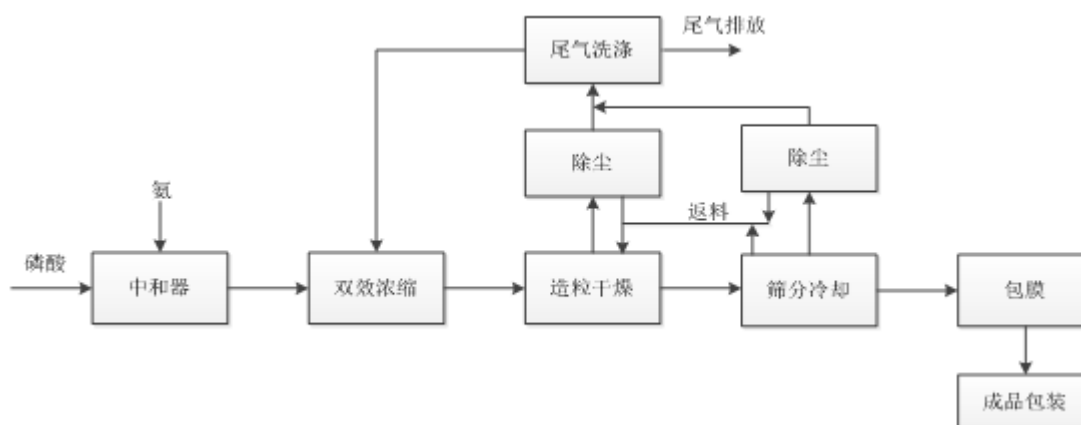 尾气排放
尾气洗涤
除尘
除尘
氨
返料
磷酸
中和器
双效浓缩
造粒干燥
筛分冷却
包膜
成品包装